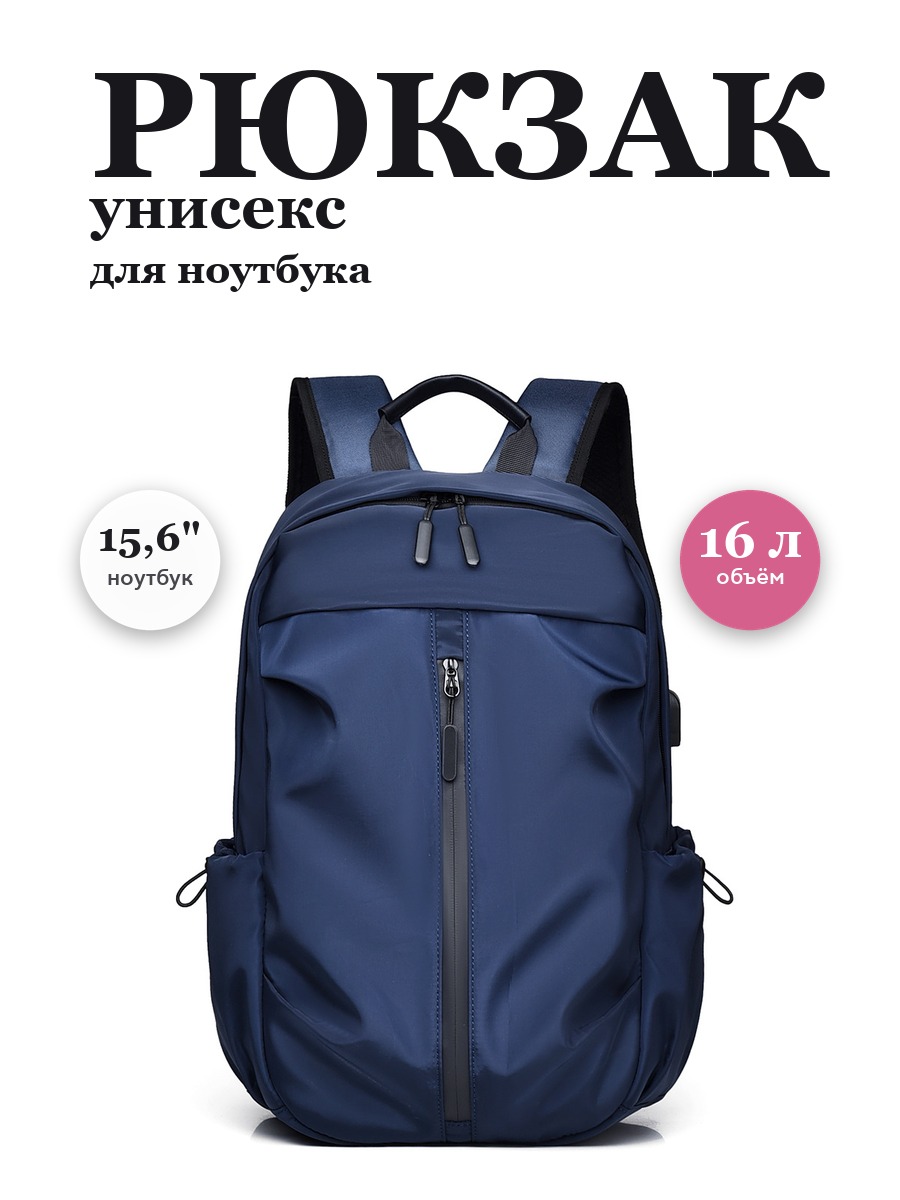 РЮКЗАК
унисекс
для ноутбука
15,6"
ноутбук
16 л
объём